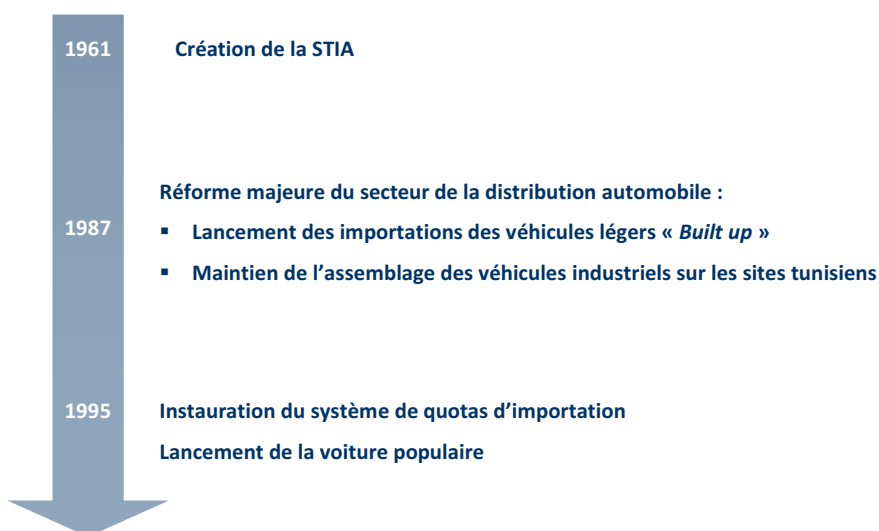 1961 Création de la STIA
Réforme majeure du secteur de la distribution automobile :
1987
▪ Lancement des importations des véhicules légers « Built up »
▪ Maintien de l’assemblage des véhicules industriels sur les sites tunisiens
1995 Instauration du système de quotas d’importation
Lancement de la voiture populaire